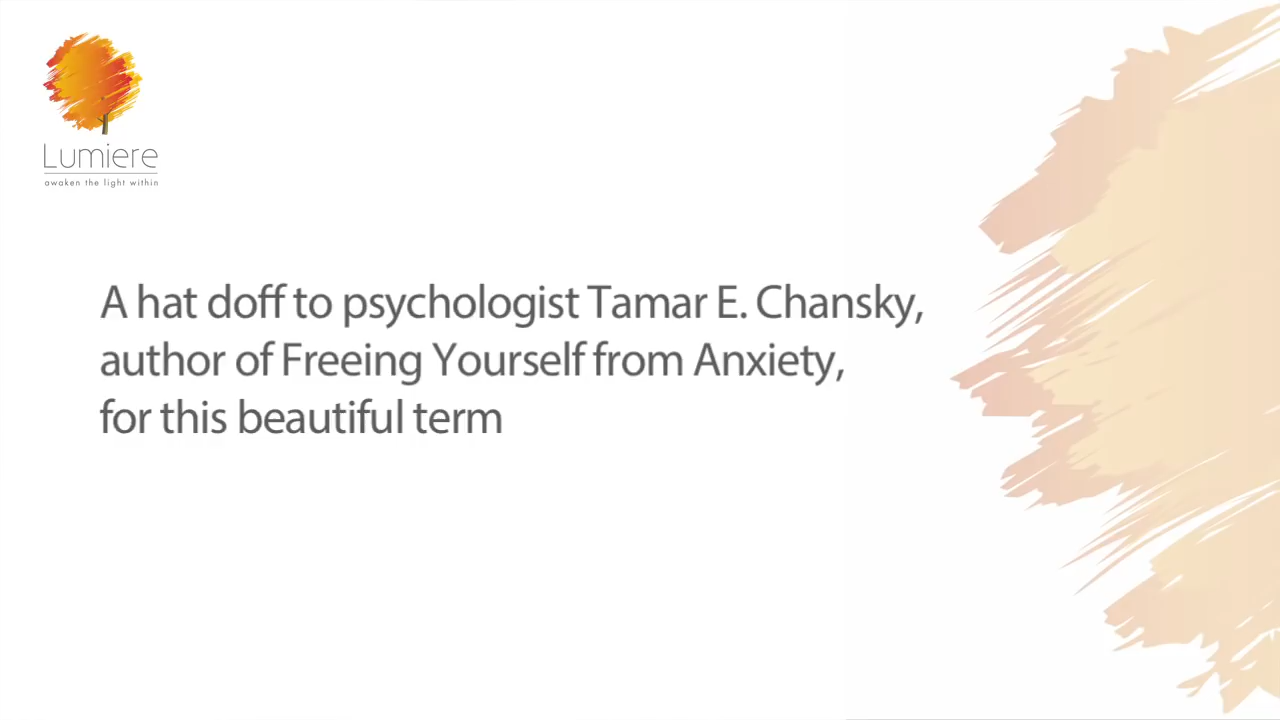 Lumiere
awaken the light within
A hat doff to psychologist Tamar E. Chansky,
author of Freeing Yourself from Anxiety,
for this beautiful term